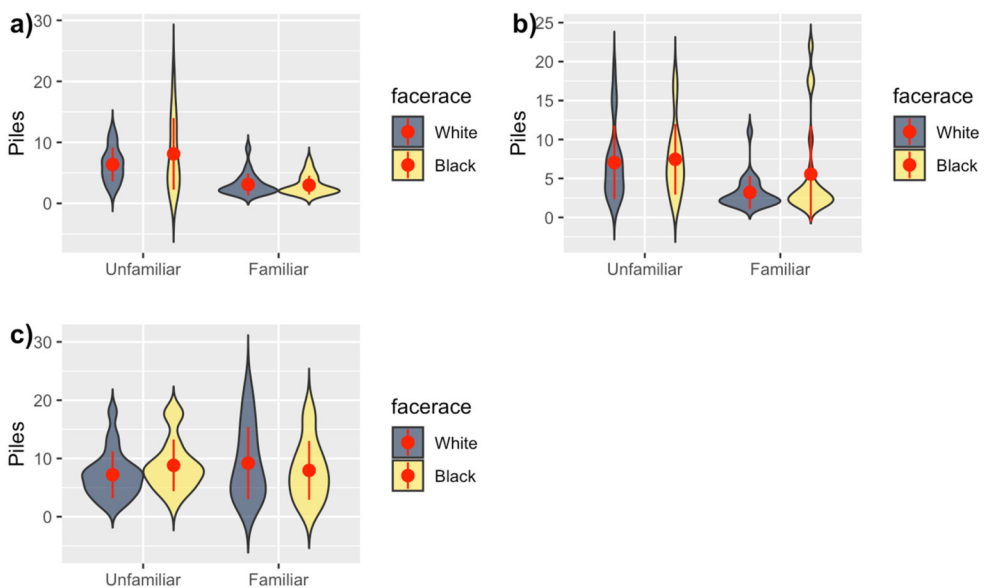 a)
30
20
10
0
Piles
Unfamiliar
Familiar
facerace
White
Black
b)
25
20
15
10
5
0
Piles
Unfamiliar
Familiar
facerace
White
Black
c)
30
20
10
0
Piles
Unfamiliar
Familiar
facerace
White
Black